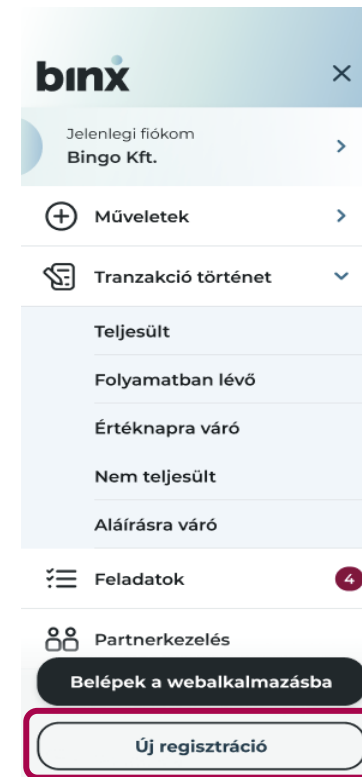 binx
Jelenlegi fiókom
Bingo Kft.
Műveletek
Tranzakció történet
Teljesült
Folyamatban lévő
Értéknapra váró
Nem teljesült
Aláírásra váró
Feladatok 4
Partnerkezelés
Belépek a webalkalmazásba
Új regisztráció